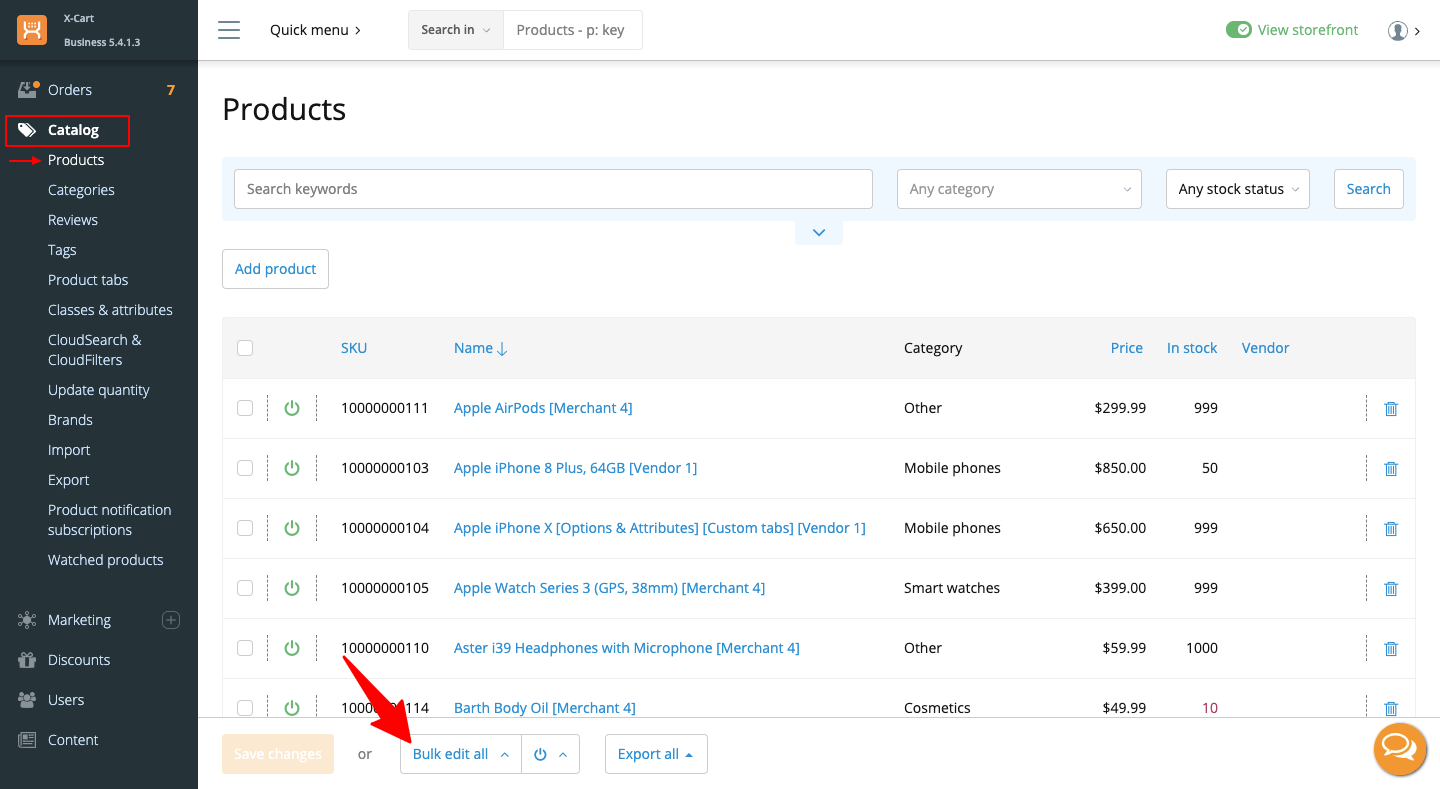 X-Cart
Business 5.4.1.3
Quick menu
Search in
Products - p: key
View storefront
Orders 7
Catalog
Products
Categories
Reviews
Tags
Product tabs
Classes & attributes
CloudSearch &
CloudFilters
Update quantity
Brands
Import
Export
Product notification
subscriptions
Watched products
Marketing
Discounts
Users
Content
Products
Search keywords Any category Any stock status Search
Add product
SKU Name Category Price In stock Vendor
10000000111 Apple AirPods [Merchant 4] Other $299.99 999
10000000103 Apple iPhone 8 Plus, 64GB [Vendor 1] Mobile phones $850.00 50
10000000104 Apple iPhone X [Options & Attributes] [Custom tabs] [Vendor 1] Mobile phones $650.00 999
10000000105 Apple Watch Series 3 (GPS, 38mm) [Merchant 4] Smart watches $399.00 999
10000000110 Aster i39 Headphones with Microphone [Merchant 4] Other $59.99 1000
Barth Body Oil [Merchant 4] Cosmetics $49.99 10
Save changes or Bulk edit all Export all